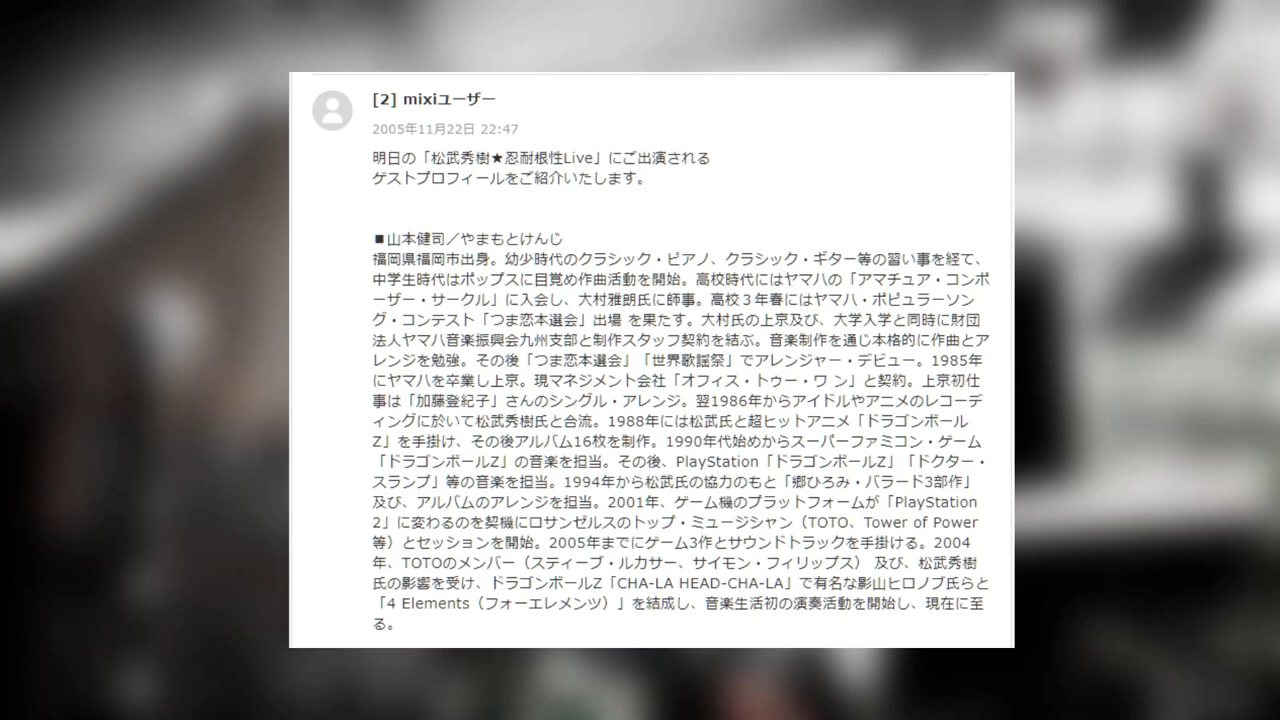 [2] mixiユーザー
2005年11月22日 22:47
明日の「松武秀樹★忍耐根性Live」にご出演される
ゲストプロフィールをご紹介いたします。
■山本健司／やまもとけんじ
福岡県福岡市出身。幼少時代のクラシック・ピアノ、クラシック・ギター等の習い事を経て、
中学生時代はポップスに目覚め作曲活動を開始。高校時代にはヤマハの「アマチュア・コンポ
ーザー・サークル」に入会し、大村雅朗氏に師事。高校３年春にはヤマハ・ポピュラーソン
グ・コンテスト「つま恋本選会」出場 を果たす。大村氏の上京及び、大学入学と同時に財団
法人ヤマハ音楽振興会九州支部と制作スタッフ契約を結ぶ。音楽制作を通じ本格的に作曲とア
レンジを勉強。その後「つま恋本選会」「世界歌謡祭」でアレンジャー・デビュー。1985年
にヤマハを卒業し上京。現マネジメント会社「オフィス・トゥー・ワ ン」と契約。上京初仕
事は「加藤登紀子」さんのシングル・アレンジ。翌1986年からアイドルやアニメのレコーデ
ィングに於いて松武秀樹氏と合流。1988年には松武氏と超ヒットアニメ「ドラゴンボール
Z」を手掛け、その後アルバム16枚を制作。1990年代始めからスーパーファミコン・ゲーム
「ドラゴンボールZ」の音楽を担当。その後、PlayStation「ドラゴンボールZ」「ドクター・
スランプ」等の音楽を担当。1994年から松武氏の協力のもと「郷ひろみ・バラード3部作」
及び、アルバムのアレンジを担当。2001年、ゲーム機のプラットフォームが「PlayStation
2」に変わるのを契機にロサンゼルスのトップ・ミュージシャン（TOTO、Tower of Power
等）とセッションを開始。2005年までにゲーム3作とサウンドトラックを手掛ける。2004
年、TOTOのメンバー（スティーブ・ルカサー、サイモン・フィリップス） 及び、松武秀樹
氏の影響を受け、ドラゴンボールZ「CHA-LA HEAD-CHA-LA」で有名な影山ヒロノブ氏らと
「4 Elements（フォーエレメンツ）」を結成し、音楽生活初の演奏活動を開始し、現在に至
る。